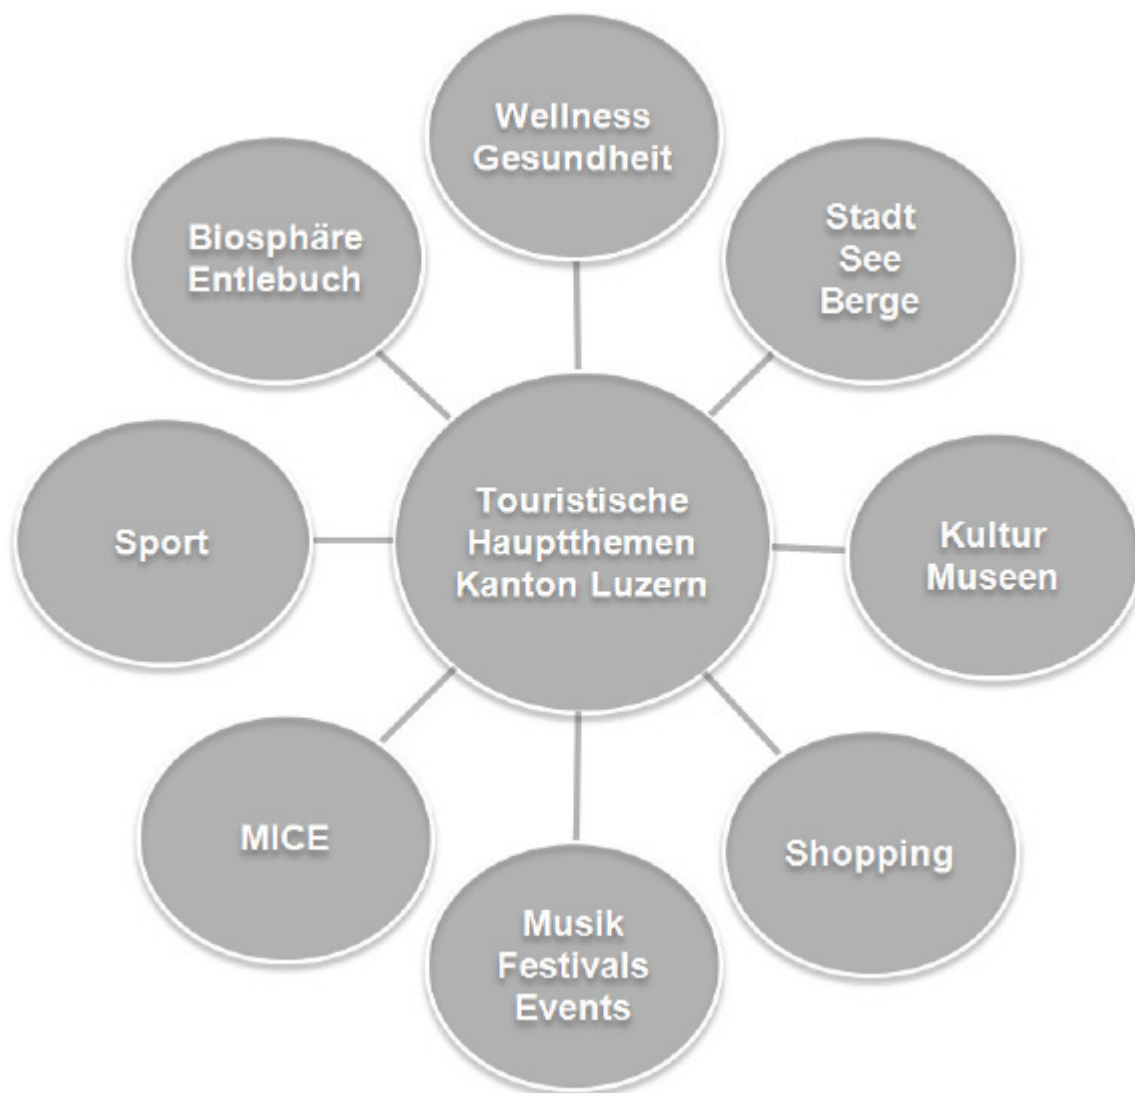 Wellness
Gesundheit
Stadt
See
Berge
Kultur
Museen
Shopping
Musik
Festivals
Events
MICE
Sport
Biosphäre
Entlebuch
Touristische
Hauptthemen
Kanton Luzern